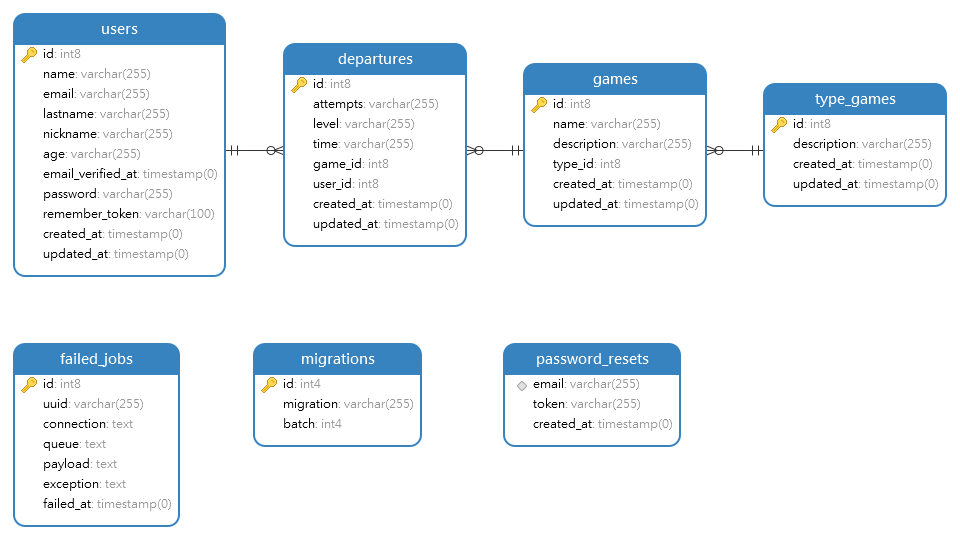 users
id: int8
name: varchar(255)
email: varchar(255)
lastname: varchar(255)
nickname: varchar(255)
age: varchar(255)
email_verified_at: timestamp(0)
password: varchar(255)
remember_token: varchar(100)
created_at: timestamp(0)
updated_at: timestamp(0)
departures
id: int8
attempts: varchar(255)
level: varchar(255)
time: varchar(255)
game_id: int8
user_id: int8
created_at: timestamp(0)
updated_at: timestamp(0)
games
id: int8
name: varchar(255)
description: varchar(255)
type_id: int8
created_at: timestamp(0)
updated_at: timestamp(0)
type_games
id: int8
description: varchar(255)
created_at: timestamp(0)
updated_at: timestamp(0)
failed_jobs
id: int8
uuid: varchar(255)
connection: text
queue: text
payload: text
exception: text
failed_at: timestamp(0)
migrations
id: int4
migration: varchar(255)
batch: int4
password_resets
email: varchar(255)
token: varchar(255)
created_at: timestamp(0)